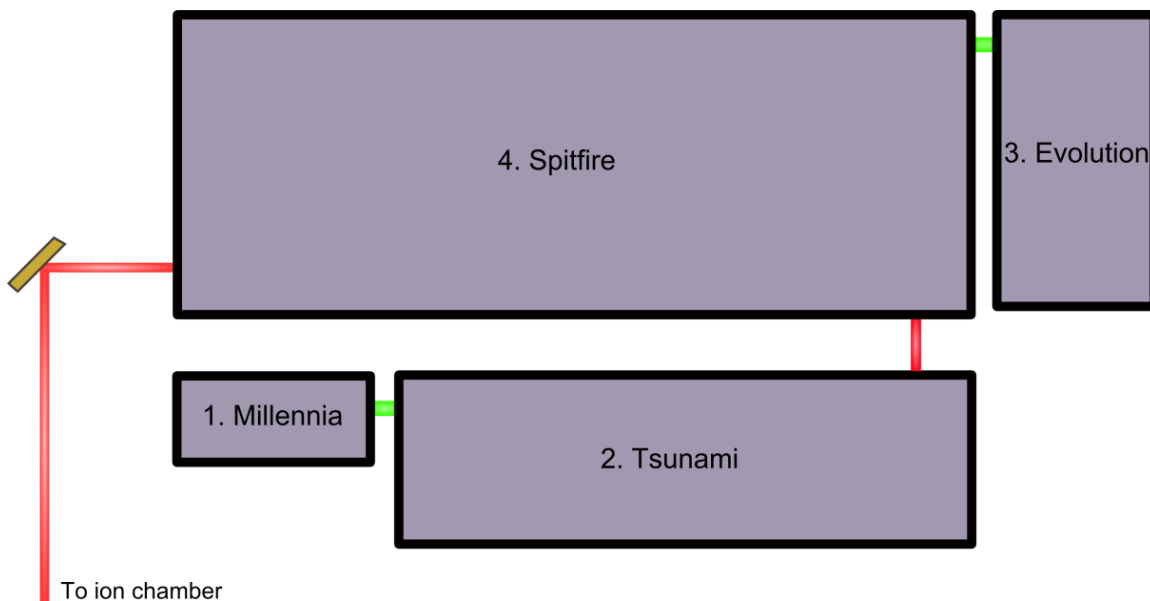 4. Spitfire
3. Evolution
1. Millennia
2. Tsunami
To ion chamber